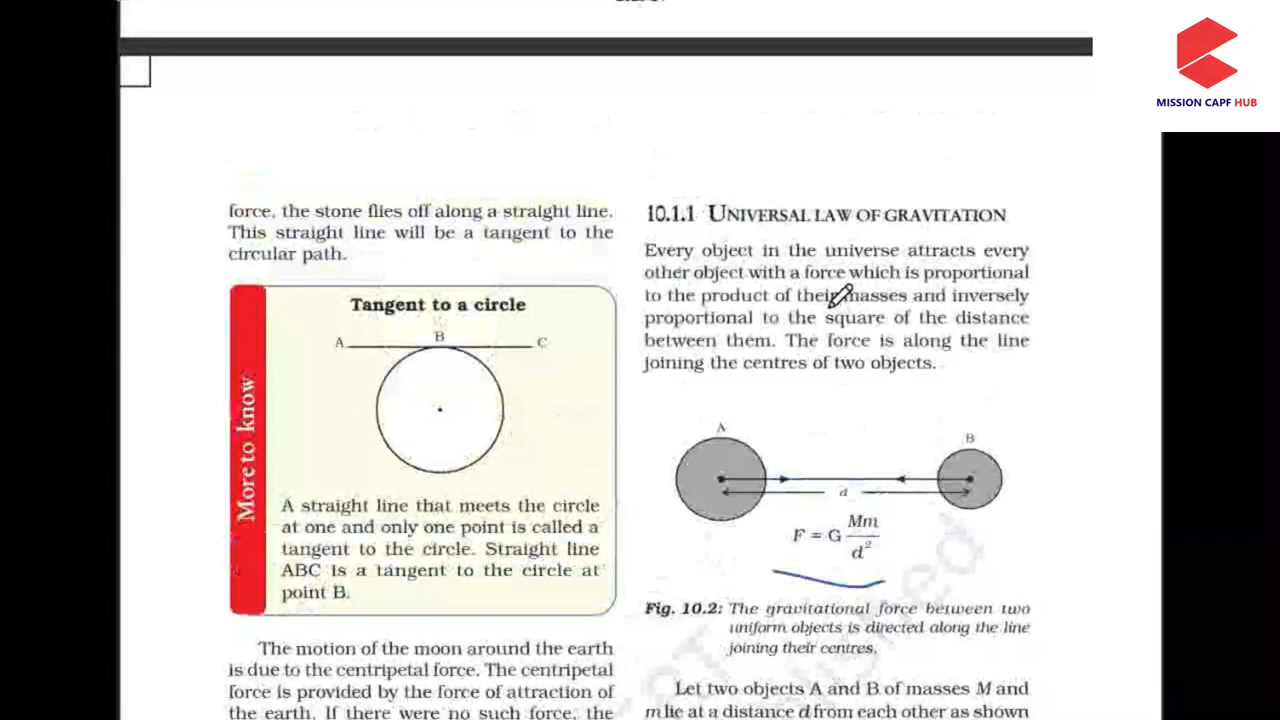 MISSION CAPF HUB
force, the stone flies off along a straight line.
This straight line will be a tangent to the
circular path.
More to know
Tangent to a circle
A
B
C
A straight line that meets the circle
at one and only one point is called a
tangent to the circle. Straight line
ABC is a tangent to the circle at
point B.
The motion of the moon around the earth
is due to the centripetal force. The centripetal
force is provided by the force of attraction of
the earth. If there were no such force, the
10.1.1 UNIVERSAL LAW OF GRAVITATION
Every object in the universe attracts every
other object with a force which is proportional
to the product of their masses and inversely
proportional to the square of the distance
between them. The force is along the line
joining the centres of two objects.
A
B
d
F = G Mm
d²
Fig. 10.2: The gravitational force between two
uniform objects is directed along the line
joining their centres.
Let two objects A and B of masses M and
m lie at a distance d from each other as shown